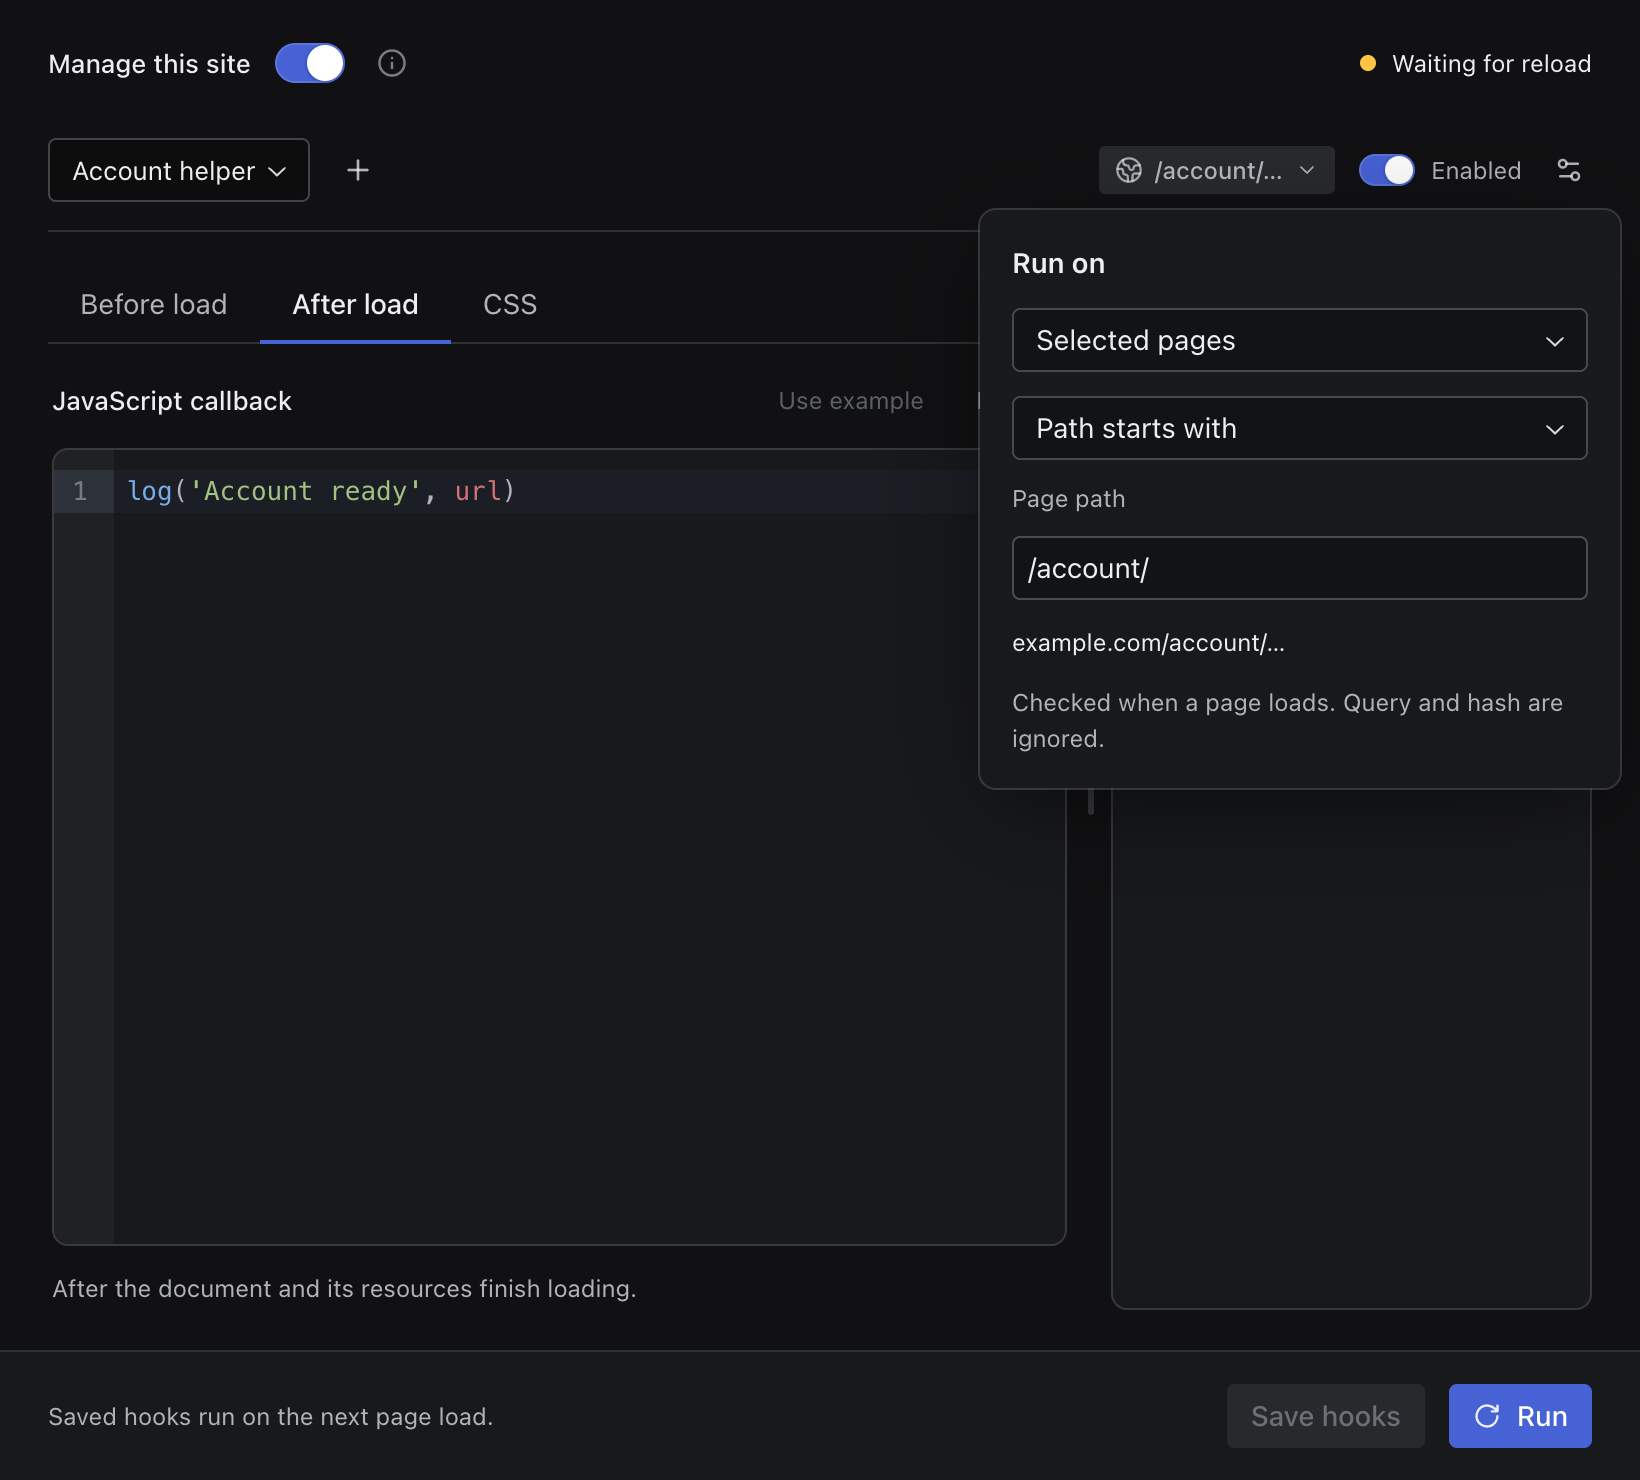 Manage this site
Waiting for reload
Account helper
/account/...
Enabled
Run on
Selected pages
Path starts with
Page path
/account/
example.com/account/...
Checked when a page loads. Query and hash are
ignored.
Before load
After load
CSS
JavaScript callback
Use example
1
log('Account ready', url)
After the document and its resources finish loading.
Saved hooks run on the next page load.
Save hooks
Run